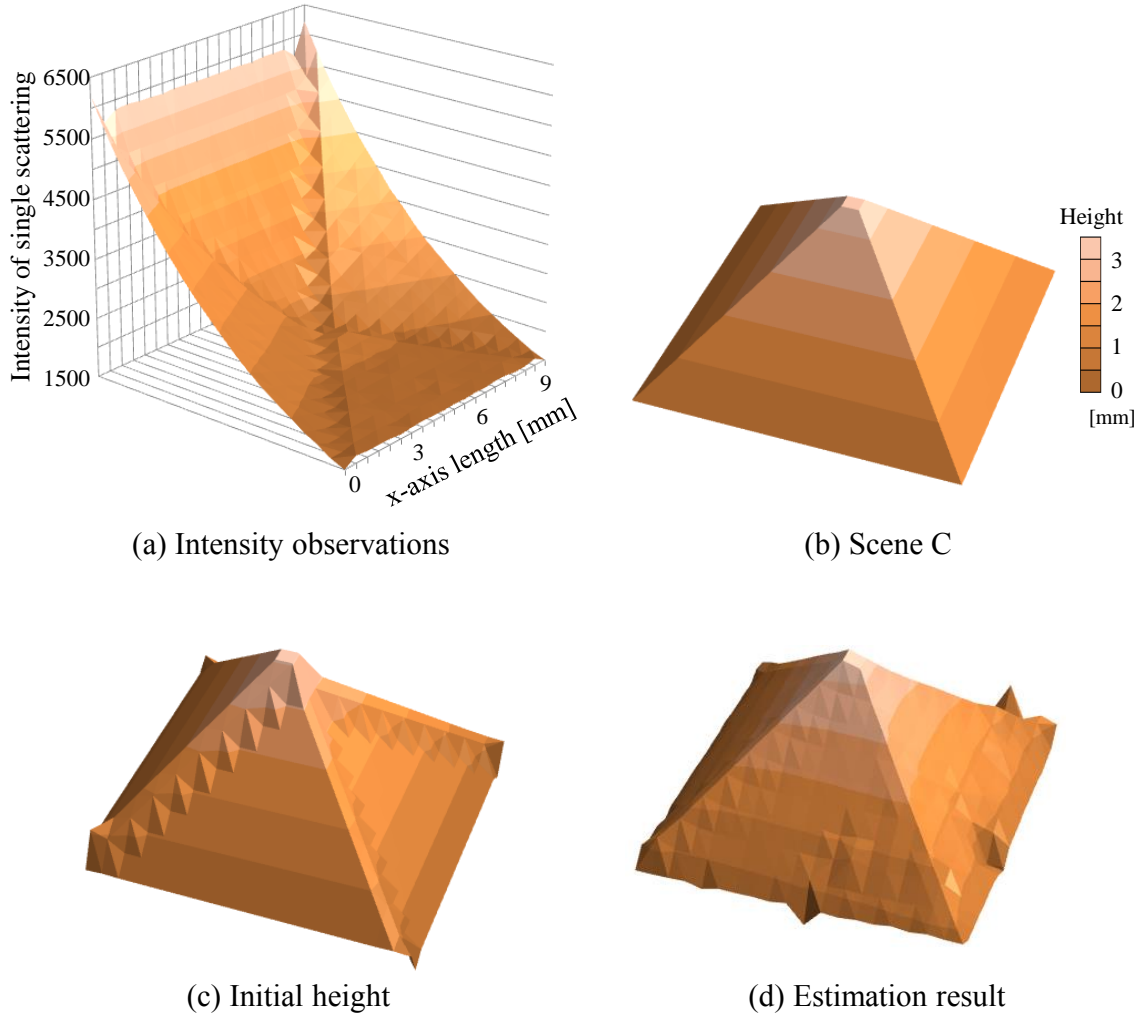 Intensity of single scattering
6500
5500
4500
3500
2500
1500
0
3
6
9
x-axis length [mm]
(a) Intensity observations
Height
3
2
1
0
[mm]
(b) Scene C
(c) Initial height
(d) Estimation result